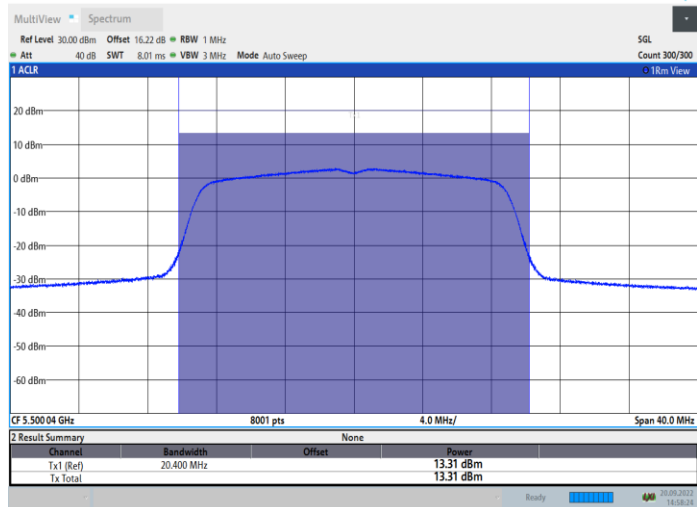 MultiView Spectrum
Ref Level 30.00 dBm Offset 16.22 dB RBW 1 MHz SGL
Att 40 dB SWT 8.01 ms VBW 3 MHz Mode Auto Sweep Count 300/300
1 ACLR 1Rm View
20 dBm
10 dBm
0 dBm
-10 dBm
-20 dBm
-30 dBm
-40 dBm
-50 dBm
-60 dBm
CF 5.500 04 GHz 8001 pts 4.0 MHz/ Span 40.0 MHz
2 Result Summary None
Channel Bandwidth Offset Power
Tx1 (Ref) 20.400 MHz 13.31 dBm
Tx Total 13.31 dBm
Ready 20.09.2022
14:58:24